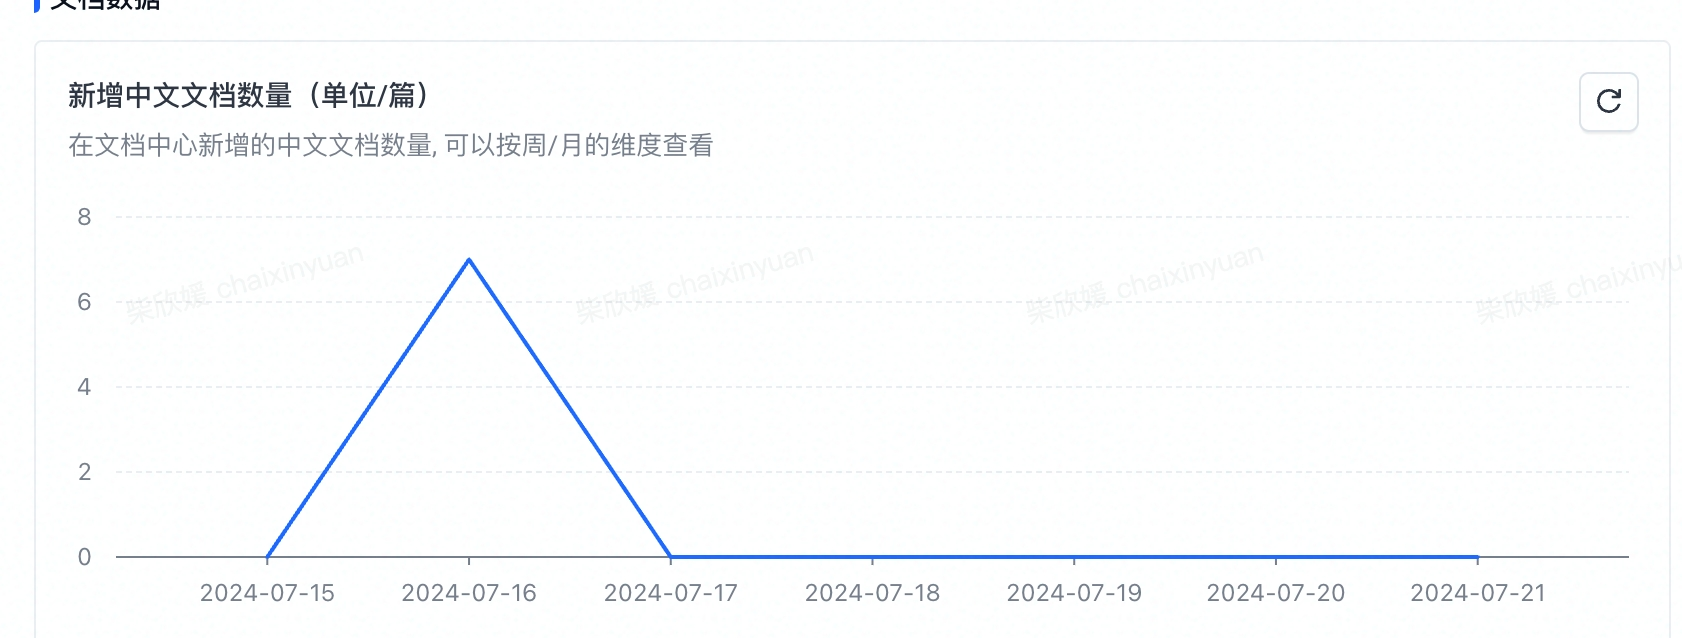 文档数据
新增中文文档数量（单位/篇）
在文档中心新增的中文文档数量, 可以按周/月的维度查看
8
柴欣媛 chaixinyuan
柴欣媛 chaixinyuan
柴欣媛 chaixinyuan
柴欣媛 chaixinyu
6
4
2
0
2024-07-15 2024-07-16 2024-07-17 2024-07-18 2024-07-19 2024-07-20 2024-07-21